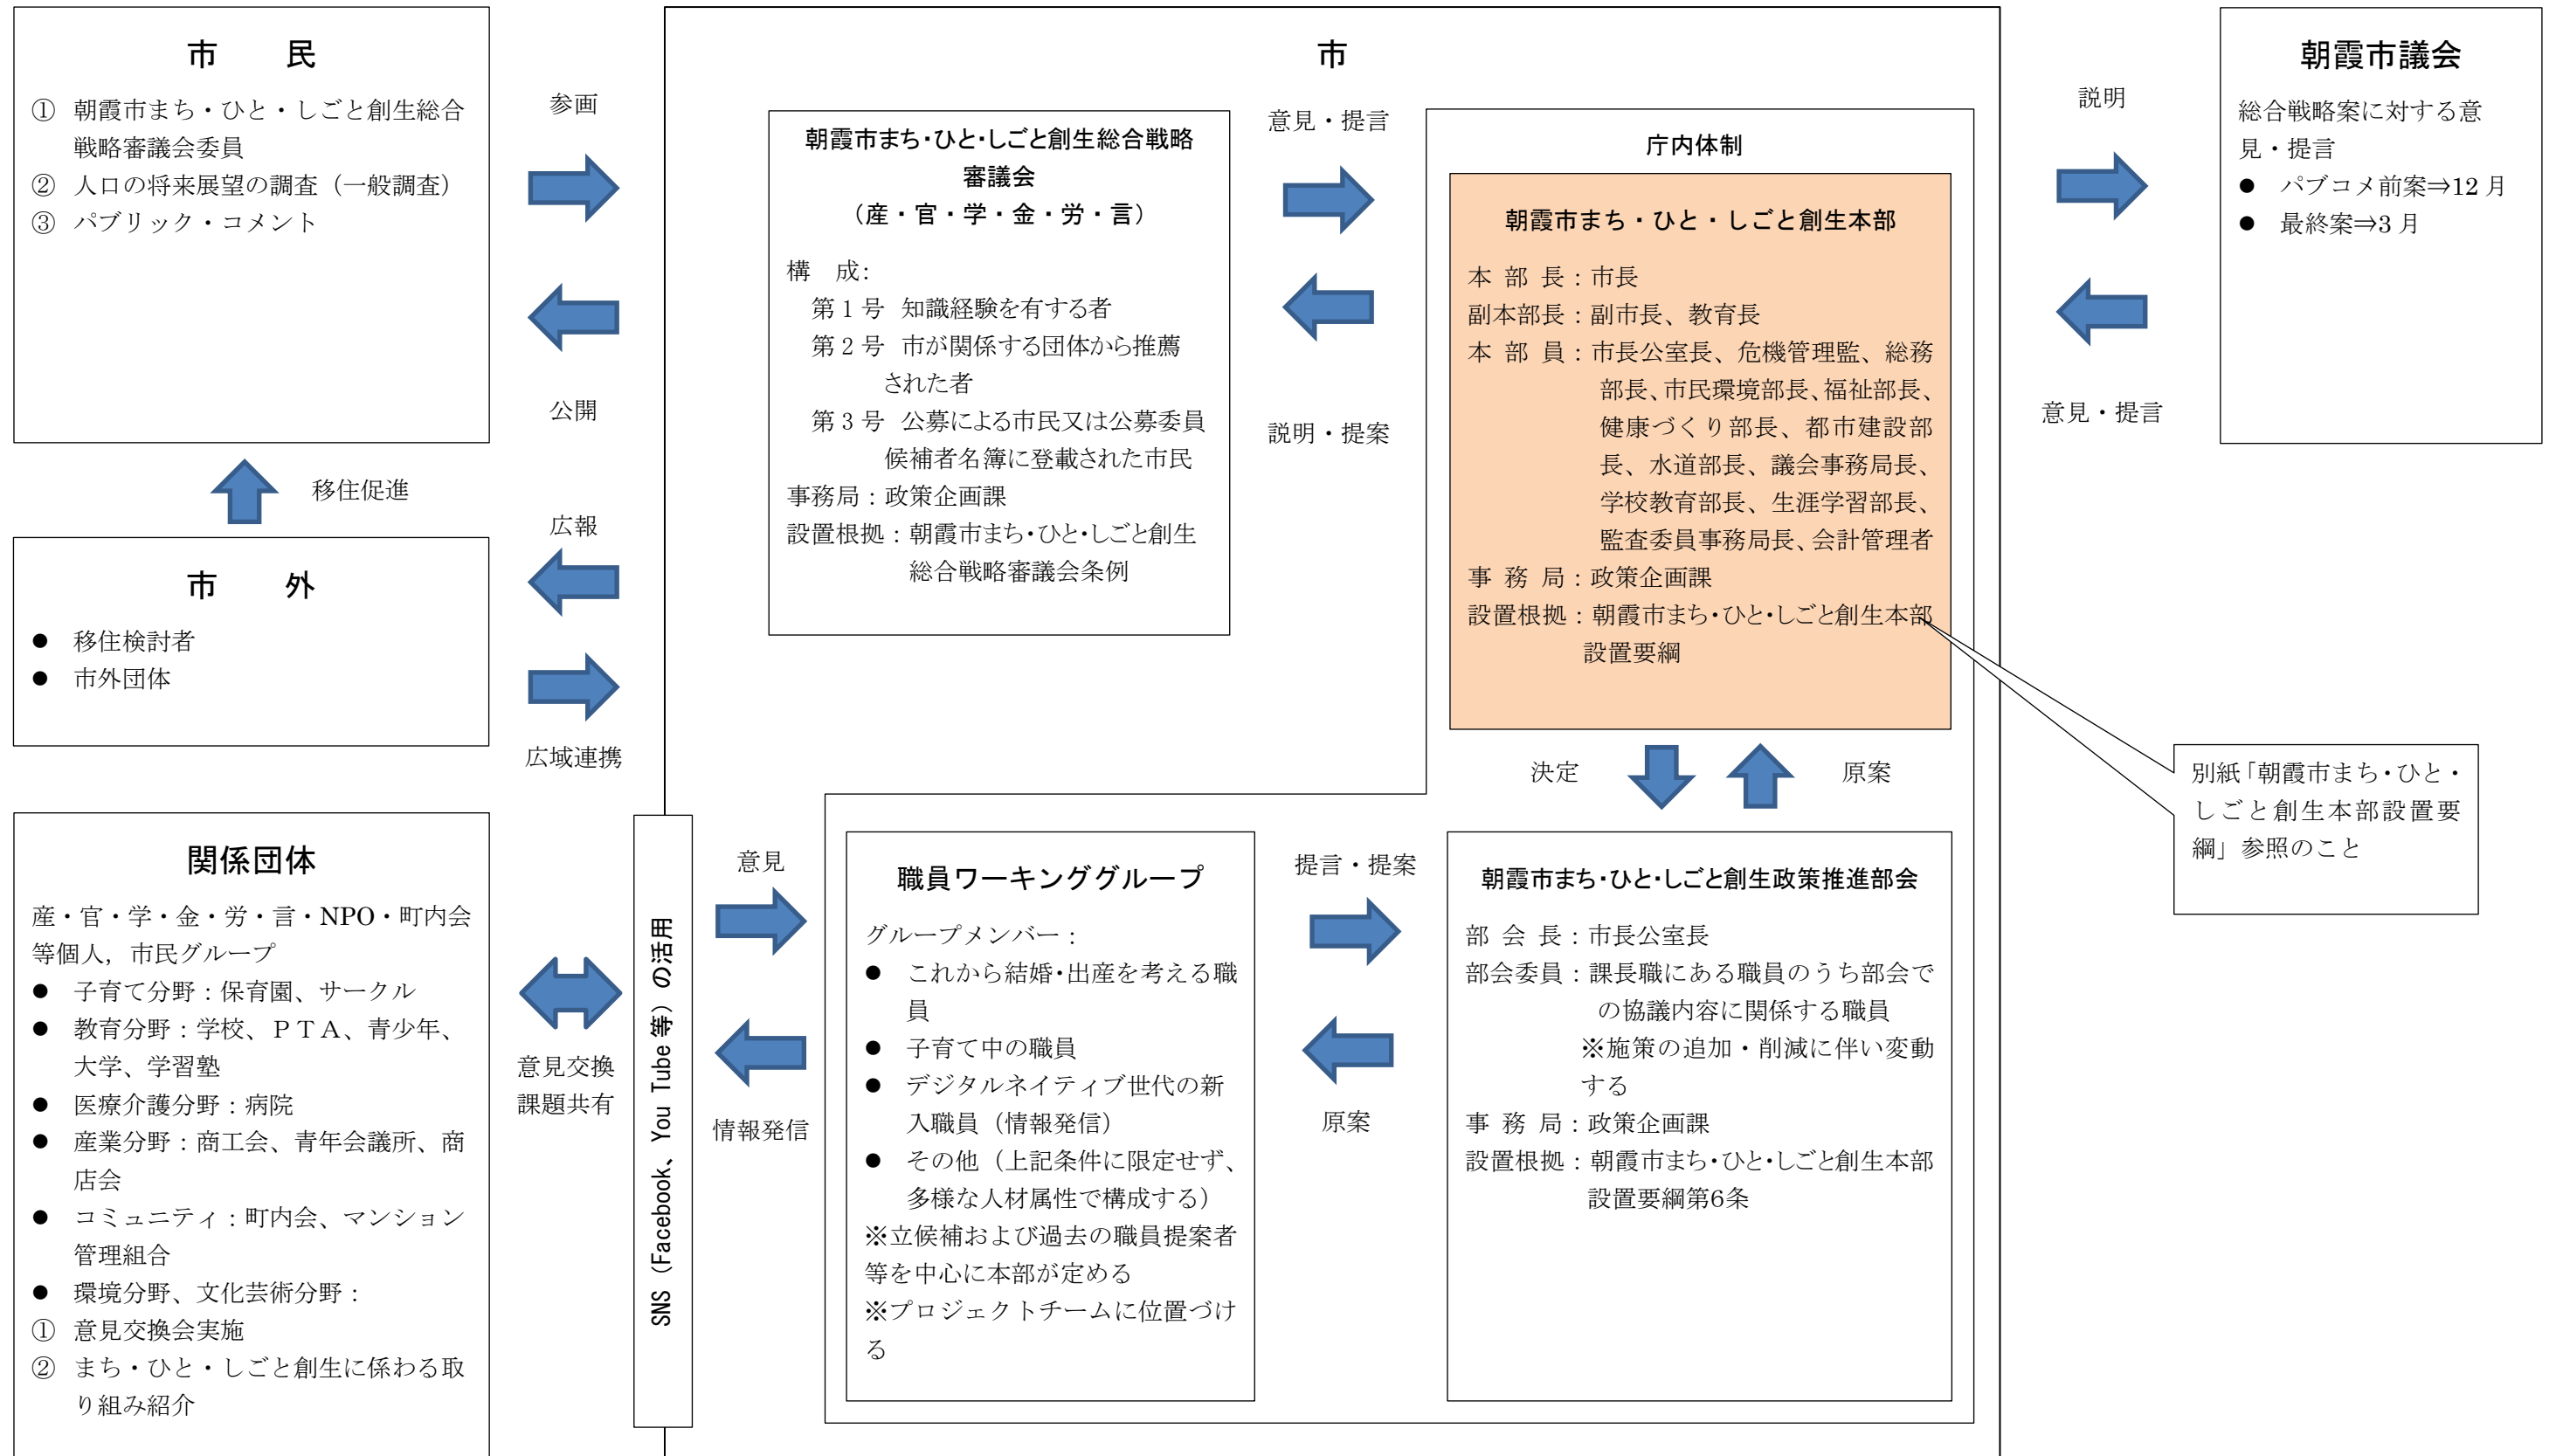 市　　民
① 朝霞市まち・ひと・しごと創生総合
戦略審議会委員
② 人口の将来展望の調査（一般調査）
③ パブリック・コメント
参画
公開
移住促進
市　　外
● 移住検討者
● 市外団体
広報
広域連携
関係団体
産・官・学・金・労・言・NPO・町内会
等個人，市民グループ
● 子育て分野：保育園、サークル
● 教育分野：学校、ＰＴＡ、青少年、
大学、学習塾
● 医療介護分野：病院
● 産業分野：商工会、青年会議所、商
店会
● コミュニティ：町内会、マンション
管理組合
● 環境分野、文化芸術分野：
① 意見交換会実施
② まち・ひと・しごと創生に係わる取
り組み紹介
意見交換
課題共有
SNS（Facebook、You Tube 等）の活用
市
朝霞市まち・ひと・しごと創生総合戦略
審議会
（産・官・学・金・労・言）
構　成：
第１号 知識経験を有する者
第２号 市が関係する団体から推薦
された者
第３号 公募による市民又は公募委員
候補者名簿に登載された市民
事務局：政策企画課
設置根拠：朝霞市まち・ひと・しごと創生
総合戦略審議会条例
意見・提言
説明・提案
庁内体制
朝霞市まち・ひと・しごと創生本部
本 部 長：市長
副本部長：副市長、教育長
本 部 員：市長公室長、危機管理監、総務
部長、市民環境部長、福祉部長、
健康づくり部長、都市建設部
長、水道部長、議会事務局長、
学校教育部長、生涯学習部長、
監査委員事務局長、会計管理者
事 務 局：政策企画課
設置根拠：朝霞市まち・ひと・しごと創生本部
設置要綱
決定
原案
意見
情報発信
職員ワーキンググループ
グループメンバー：
● これから結婚・出産を考える職
員
● 子育て中の職員
● デジタルネイティブ世代の新
入職員（情報発信）
● その他（上記条件に限定せず、
多様な人材属性で構成する）
※立候補および過去の職員提案者
等を中心に本部が定める
※プロジェクトチームに位置づけ
る
提言・提案
原案
朝霞市まち・ひと・しごと創生政策推進部会
部 会 長：市長公室長
部会委員：課長職にある職員のうち部会で
の協議内容に関係する職員
※施策の追加・削減に伴い変動
する
事 務 局：政策企画課
設置根拠：朝霞市まち・ひと・しごと創生本部
設置要綱第6条
説明
意見・提言
朝霞市議会
総合戦略案に対する意
見・提言
● パブコメ前案⇒12 月
● 最終案⇒3 月
別紙「朝霞市まち・ひと・
しごと創生本部設置要
綱」参照のこと